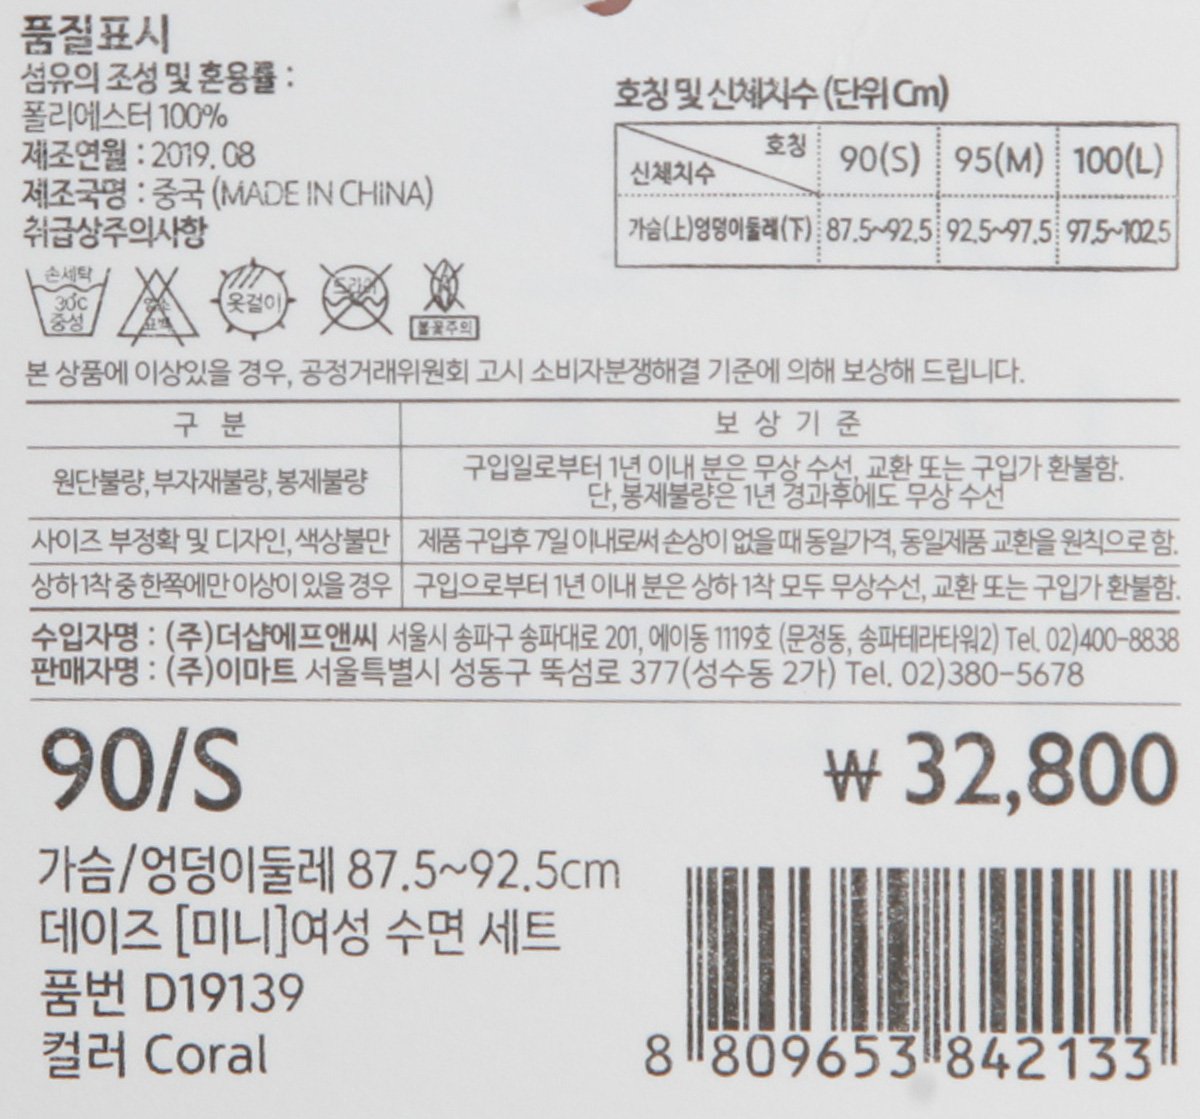 품질표시
섬유의 조성 및 혼용률 :
폴리에스터 100%
제조연월 : 2019. 08
제조국명 : 중국 (MADE IN CHINA)
취급상주의사항
손세탁
30℃
중성
염소
표백
옷걸이
드라이
불꽃주의
호칭 및 신체치수 (단위 Cm)
호칭
신체치수
90(S) 95(M) 100(L)
가슴(上)엉덩이둘레(下) 87.5~92.5 92.5~97.5 97.5~102.5
본 상품에 이상있을 경우, 공정거래위원회 고시 소비자분쟁해결 기준에 의해 보상해 드립니다.
구 분 보 상 기 준
원단불량, 부자재불량, 봉제불량
구입일로부터 1년 이내 분은 무상 수선, 교환 또는 구입가 환불함.
단, 봉제불량은 1년 경과후에도 무상 수선
사이즈 부정확 및 디자인, 색상불만 제품 구입후 7일 이내로써 손상이 없을 때 동일가격, 동일제품 교환을 원칙으로 함.
상하 1착 중 한쪽에만 이상이 있을 경우 구입으로부터 1년 이내 분은 상하 1착 모두 무상수선, 교환 또는 구입가 환불함.
수입자명 : (주)더샵에프앤씨 서울시 송파구 송파대로 201, 에이동 1119호 (문정동, 송파테라타워2) Tel. 02)400-8838
판매자명 : (주)이마트 서울특별시 성동구 뚝섬로 377(성수동 2가) Tel. 02)380-5678
90/S ₩ 32,800
가슴/엉덩이둘레 87.5~92.5cm
데이즈 [미니]여성 수면 세트
품번 D19139
컬러 Coral
8 809653 842133